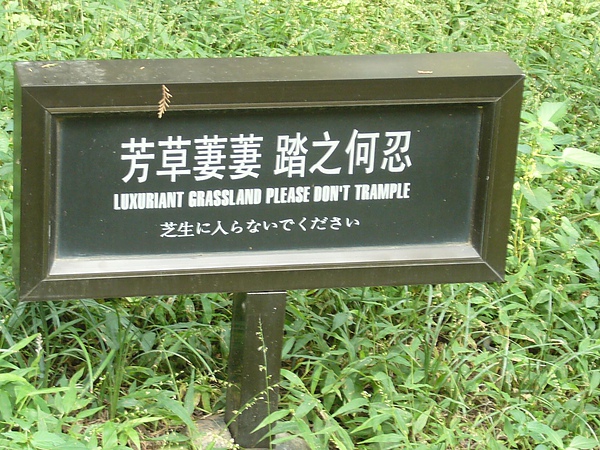 芳草萋萋 踏之何忍
LUXURIANT GRASSLAND PLEASE DON'T TRAMPLE
芝生に入らないでください